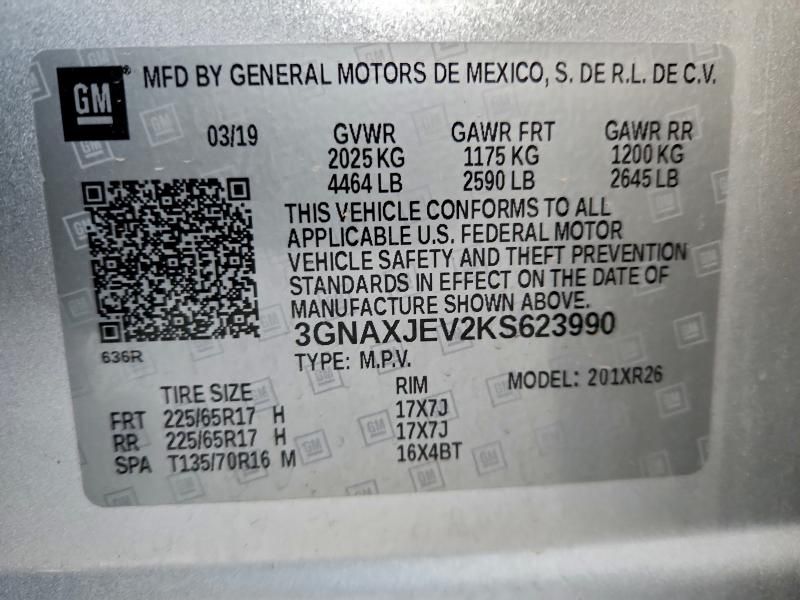 GM® MFD BY GENERAL MOTORS DE MEXICO, S. DE R.L. DE C.V.
03/19 GVWR GAWR FRT GAWR RR
2025 KG 1175 KG 1200 KG
4464 LB 2590 LB 2645 LB
THIS VEHICLE CONFORMS TO ALL
APPLICABLE U.S. FEDERAL MOTOR
VEHICLE SAFETY AND THEFT PREVENTION
STANDARDS IN EFFECT ON THE DATE OF
MANUFACTURE SHOWN ABOVE.
3GNAXJEV2KS623990
636R TYPE: M.P.V.
TIRE SIZE RIM MODEL: 201XR26
FRT 225/65R17 H 17X7J
RR 225/65R17 H 17X7J
SPA T135/70R16 M 16X4BT